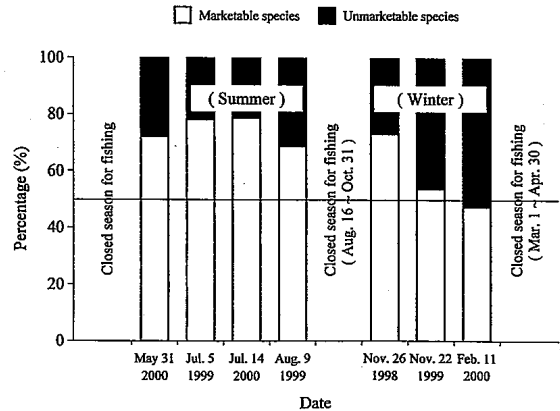 Marketable species
Unmarketable species
Percentage (%)
100
80
60
40
20
0
( Summer )
( Winter )
Closed season for fishing
Closed season for fishing
( Aug. 16 ~ Oct. 31 )
Closed season for fishing
( Mar. 1 ~ Apr. 30 )
May 31
2000
Jul. 5
1999
Jul. 14
2000
Aug. 9
1999
Nov. 26
1998
Nov. 22
1999
Feb. 11
2000
Date